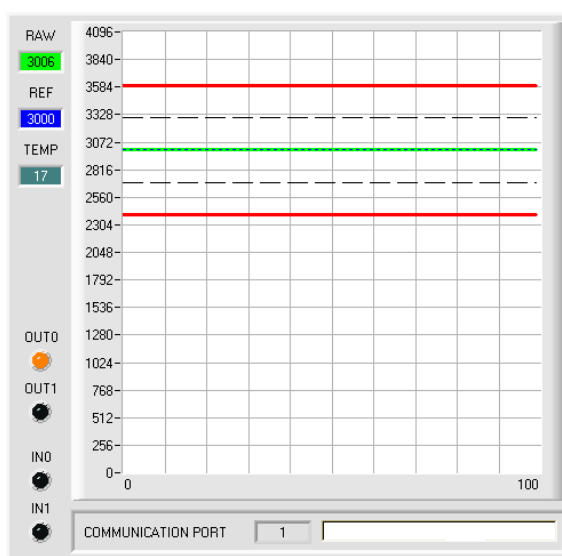 RAW
3006
REF
3000
TEMP
17
OUT0
OUT1
IN0
IN1
4096
3840
3584
3328
3072
2816
2560
2304
2048
1792
1536
1280
1024
768
512
256
0
0 100
COMMUNICATION PORT 1